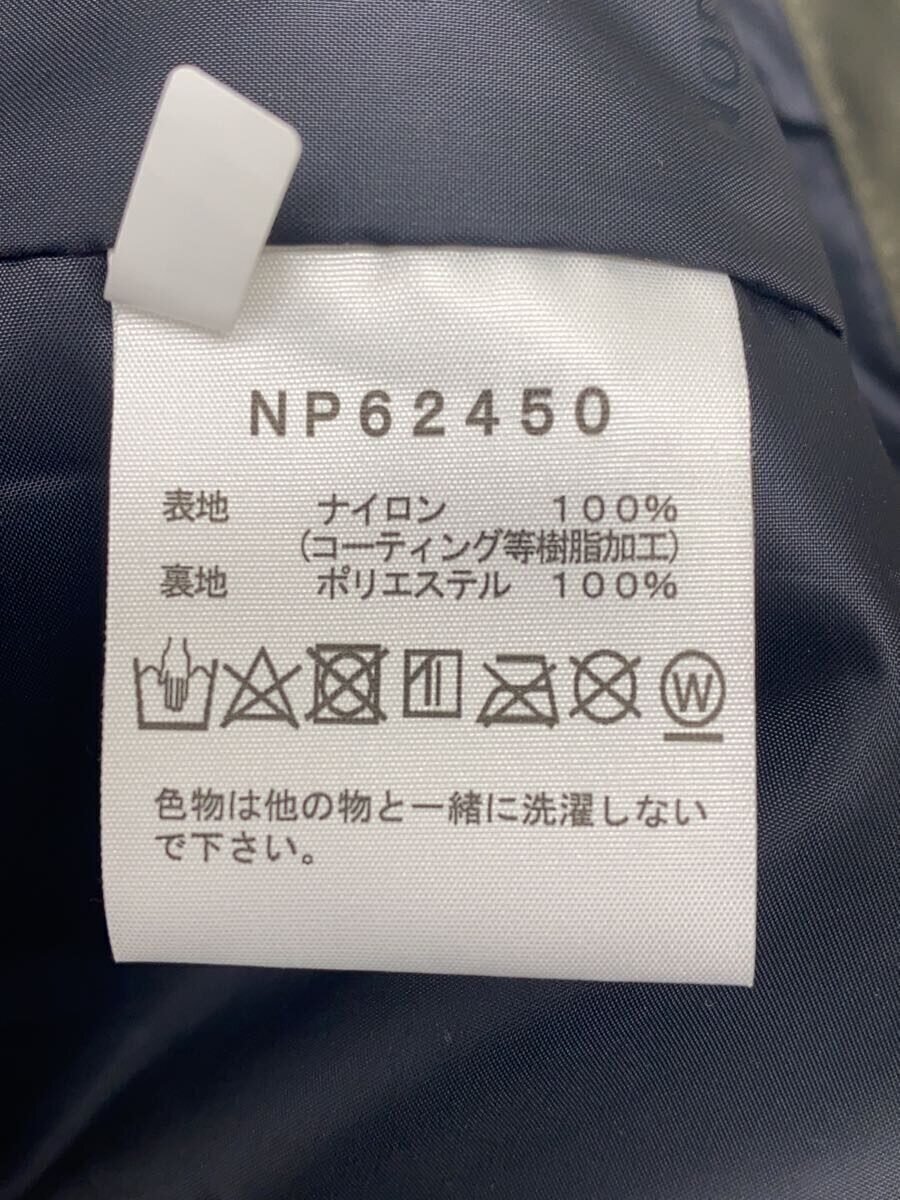 NP62450
表地 ナイロン 100%
(コーティング等樹脂加工)
裏地 ポリエステル 100%
W
色物は他の物と一緒に洗濯しない
で下さい。